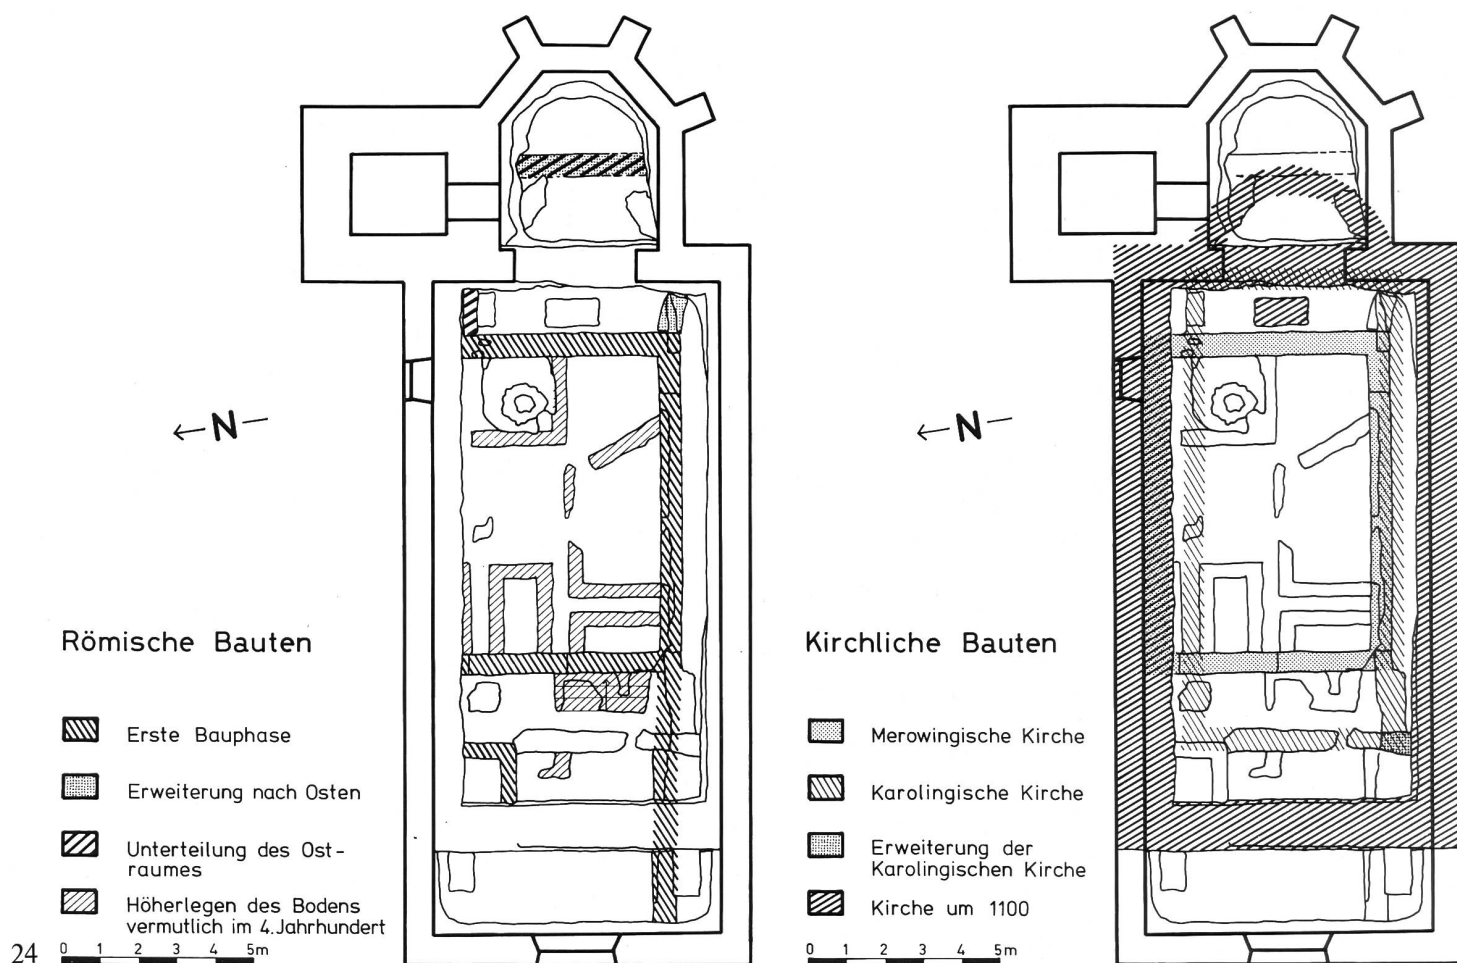 ← N –
Römische Bauten
Erste Bauphase
Erweiterung nach Osten
Unterteilung des Ost-
raumes
Höherlegen des Bodens
vermutlich im 4. Jahrhundert
24
0 1 2 3 4 5m
← N –
Kirchliche Bauten
Merowingische Kirche
Karolingische Kirche
Erweiterung der
Karolingischen Kirche
Kirche um 1100
0 1 2 3 4 5m